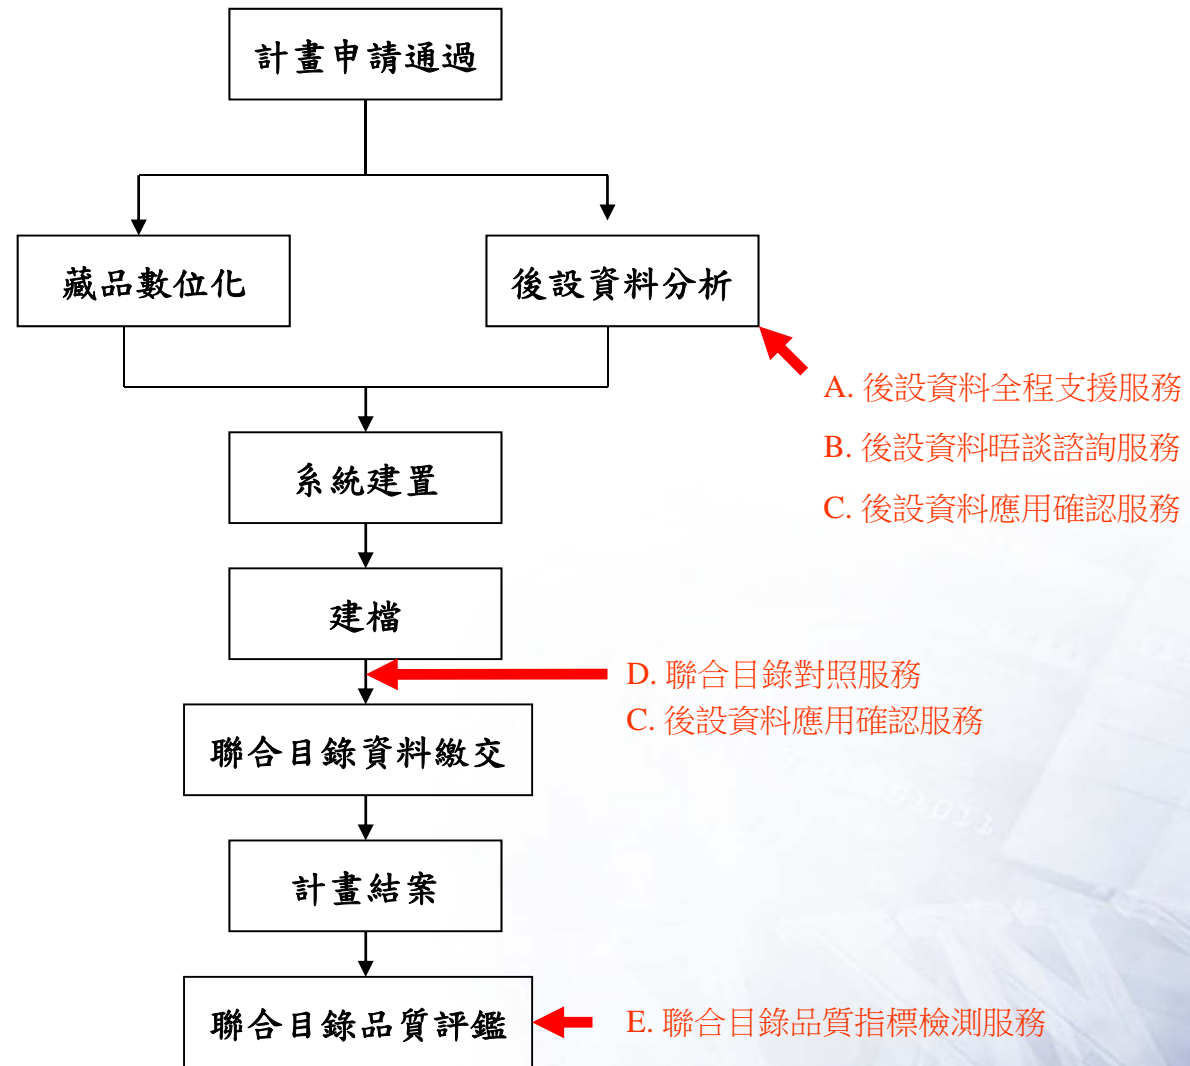 計畫申請通過
藏品數位化
後設資料分析
A. 後設資料全程支援服務
B. 後設資料晤談諮詢服務
C. 後設資料應用確認服務
系統建置
建檔
D. 聯合目錄對照服務
C. 後設資料應用確認服務
聯合目錄資料繳交
計畫結案
聯合目錄品質評鑑
E. 聯合目錄品質指標檢測服務